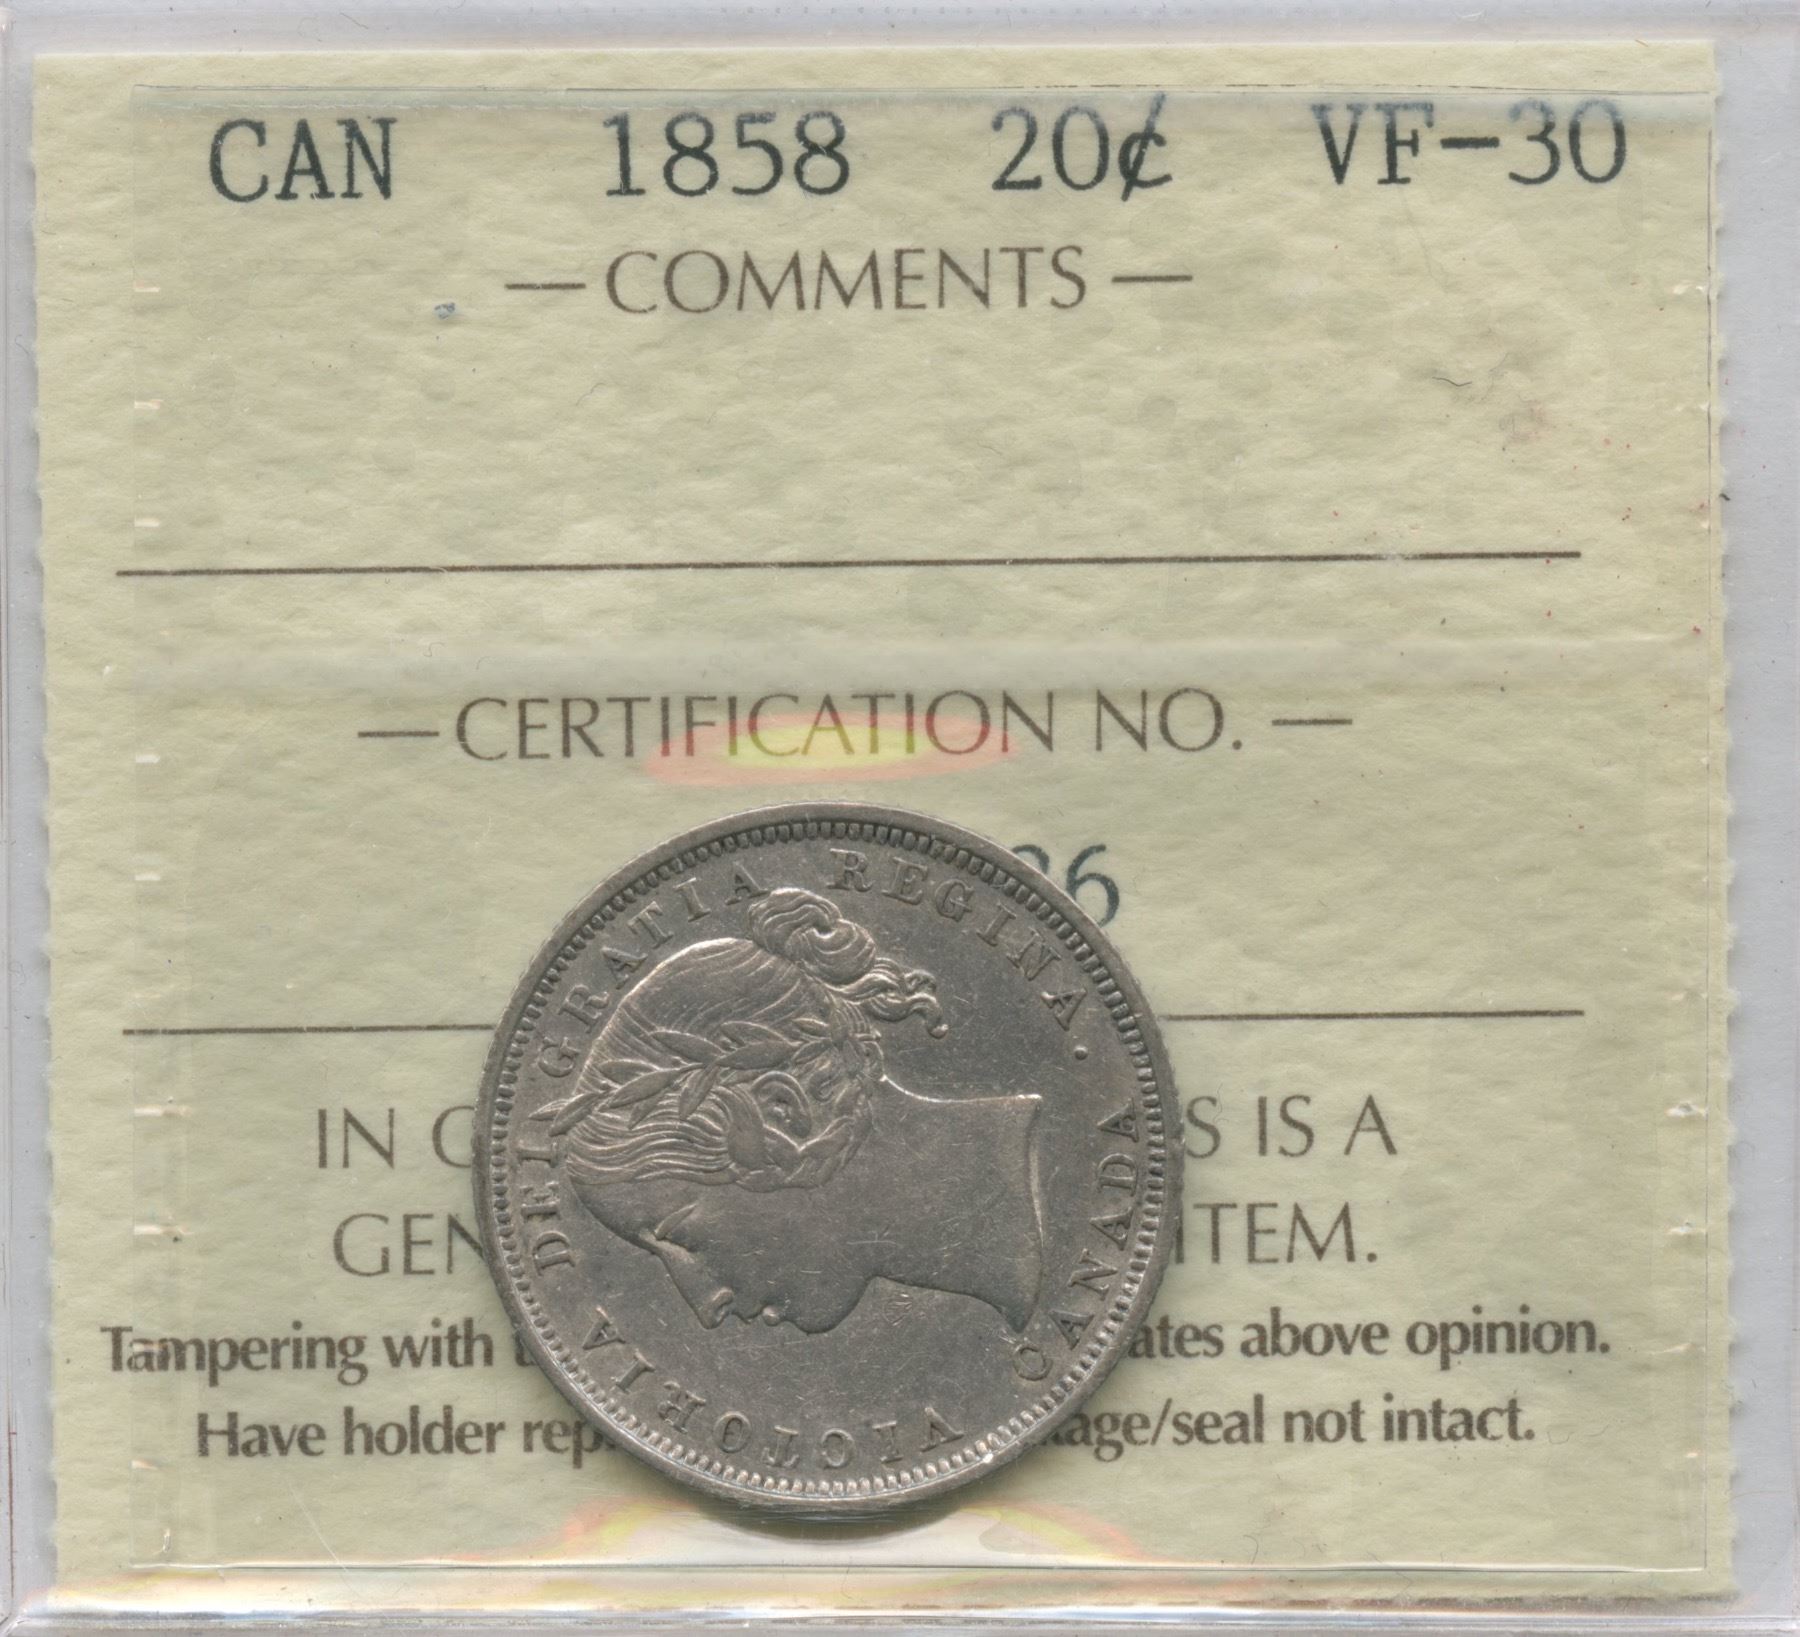 CAN 1858 20¢ VF-30
— COMMENTS —
— CERTIFICATION NO. —
6
IN
S IS A
GEN
ITEM.
Tampering with
ates above opinion.
Have holder rep
age/seal not intact.
VICTORIA DEI GRATIA REGINA.
CANADA